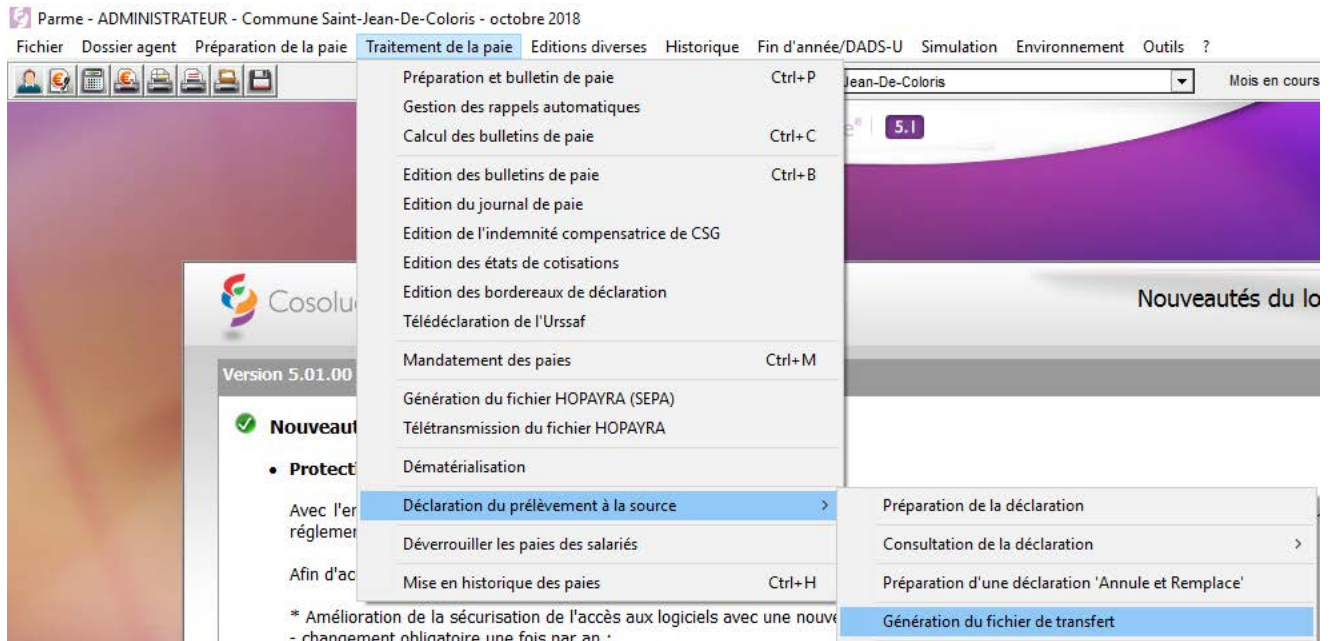 Parme - ADMINISTRATEUR - Commune Saint-Jean-De-Coloris - octobre 2018
Fichier Dossier agent Préparation de la paie Traitement de la paie Editions diverses Historique Fin d'année/DADS-U Simulation Environnement Outils ?
Jean-De-Coloris Mois en cours
5.1
Préparation et bulletin de paie Ctrl+P
Gestion des rappels automatiques
Calcul des bulletins de paie Ctrl+C
Edition des bulletins de paie Ctrl+B
Edition du journal de paie
Edition de l'indemnité compensatrice de CSG
Edition des états de cotisations
Edition des bordereaux de déclaration
Télédéclaration de l'Urssaf
Mandatement des paies Ctrl+M
Génération du fichier HOPAYRA (SEPA)
Télétransmission du fichier HOPAYRA
Dématérialisation
Déclaration du prélèvement à la source >
Déverrouiller les paies des salariés
Mise en historique des paies Ctrl+H
Préparation de la déclaration
Consultation de la déclaration >
Préparation d'une déclaration 'Annule et Remplace'
Génération du fichier de transfert
Cosolu
Nouveautés du lo
Version 5.01.00
Nouveaut
• Protect
Avec l'er
réglemer
Afin d'ac
* Amélioration de la sécurisation de l'accès aux logiciels avec une nouve
- changement obligatoire une fois par an ;